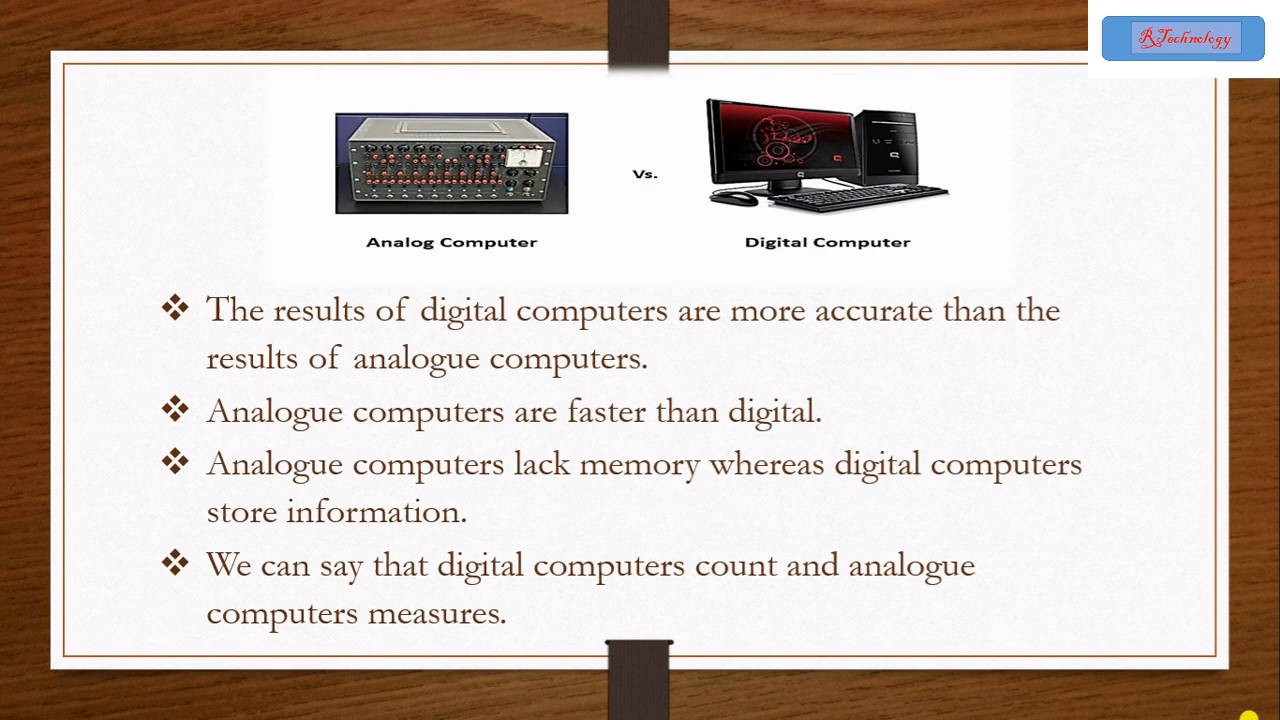 RTechnology
Vs.
Analog Computer
Digital Computer
❖ The results of digital computers are more accurate than the
results of analogue computers.
❖ Analogue computers are faster than digital.
❖ Analogue computers lack memory whereas digital computers
store information.
❖ We can say that digital computers count and analogue
computers measures.